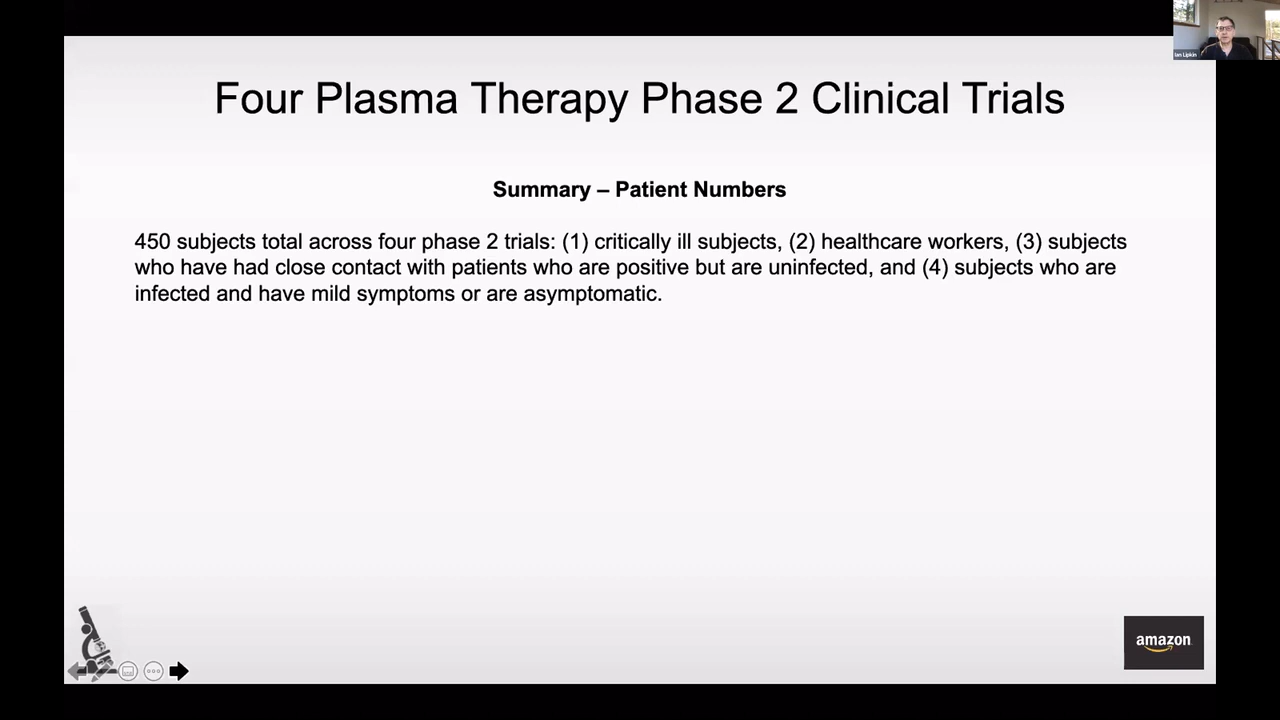 Ian Lipkin
Four Plasma Therapy Phase 2 Clinical Trials
Summary – Patient Numbers
450 subjects total across four phase 2 trials: (1) critically ill subjects, (2) healthcare workers, (3) subjects
who have had close contact with patients who are positive but are uninfected, and (4) subjects who are
infected and have mild symptoms or are asymptomatic.
amazon